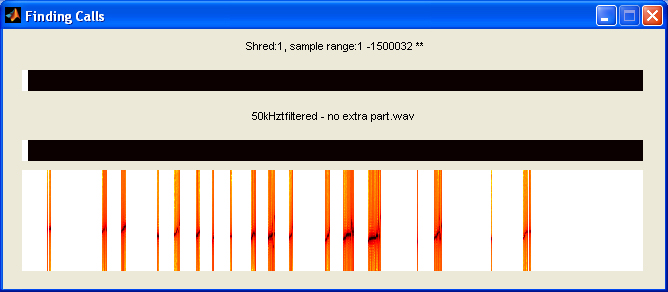 Finding Calls
Shred:1, sample range:1 -1500032 **
50kHztfiltered - no extra part.wav